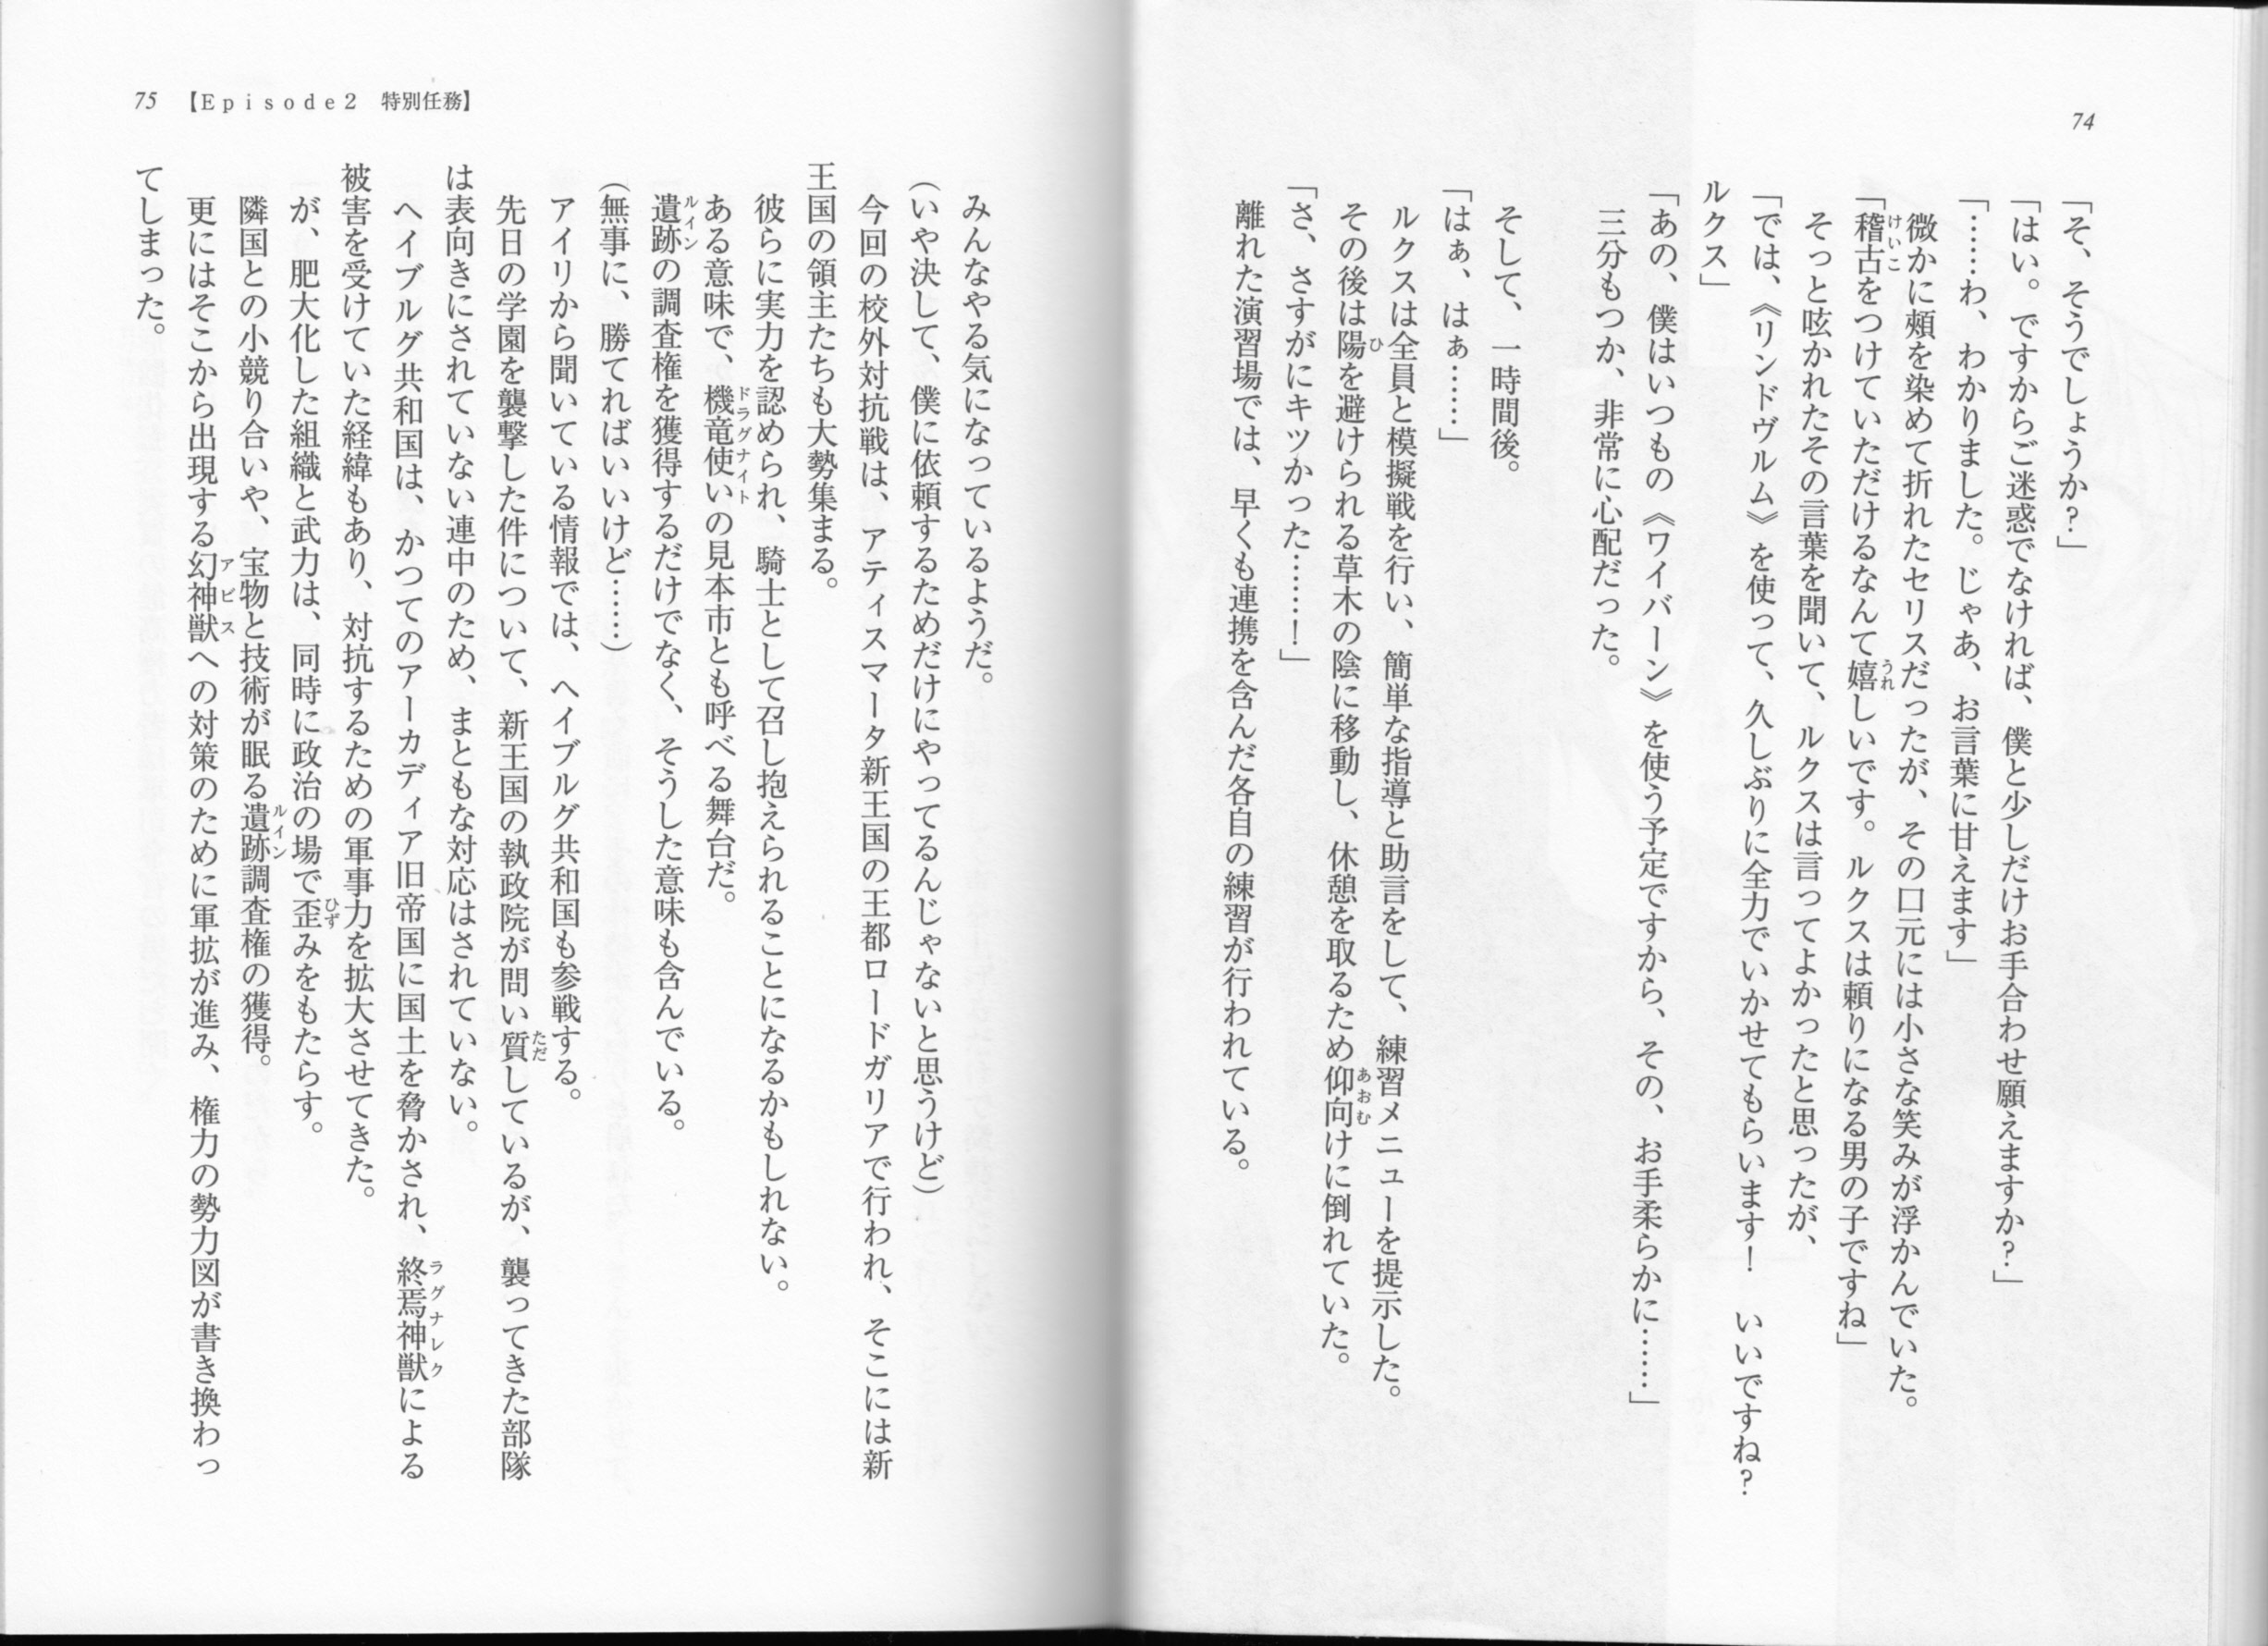 74
「そ、そうでしょうか?」
「はい。ですからご迷惑でなければ、僕と少しだけお手合わせ願えますか?」
「……わ、わかりました。じゃあ、お言葉に甘えます」
微かに頬を染めて折れたセリスだったが、その口元には小さな笑みが浮かんでいた。
「稽古をつけていただけるなんて嬉しいです。ルクスは頼りになる男の子ですね」
そっと呟かれたその言葉を聞いて、ルクスは言ってよかったと思ったが、
「では、《リンドヴルム》を使って、久しぶりに全力でいかせてもらいます! いいですね?
ルクス」
「あの、僕はいつもの《ワイバーン》を使う予定ですから、その、お手柔らかに……」
三分もつか、非常に心配だった。
そして、一時間後。
「はぁ、はぁ……」
ルクスは全員と模擬戦を行い、簡単な指導と助言をして、練習メニューを提示した。
その後は陽を避けられる草木の陰に移動し、休憩を取るため仰向けに倒れていた。
「さ、さすがにキツかった………!」
離れた演習場では、早くも連携を含んだ各自の練習が行われている。
75 【Episode2 特別任務】
みんなやる気になっているようだ。
(いや決して、僕に依頼するためだけにやってるんじゃないと思うけど)
今回の校外対抗戦は、アティスマータ新王国の王都ロードガリアで行われ、そこには新
王国の領主たちも大勢集まる。
彼らに実力を認められ、騎士として召し抱えられることになるかもしれない。
ある意味で、機竜使いの見本市とも呼べる舞台だ。
遺跡の調査権を獲得するだけでなく、そうした意味も含んでいる。
(無事に、勝てればいいけど……)
アイリから聞いている情報では、ヘイブルグ共和国も参戦する。
先日の学園を襲撃した件について、新王国の執政院が問い質しているが、襲ってきた部隊
は表向きにされていない連中のため、まともな対応はされていない。
ヘイブルグ共和国は、かつてのアーカディア旧帝国に国土を脅かされ、終焉神獣による
被害を受けていた経緯もあり、対抗するための軍事力を拡大させてきた。
が、肥大化した組織と武力は、同時に政治の場で歪みをもたらす。
隣国との小競り合いや、宝物と技術が眠る遺跡調査権の獲得。
更にはそこから出現する幻神獣への対策のために軍拡が進み、権力の勢力図が書き換わっ
てしまった。